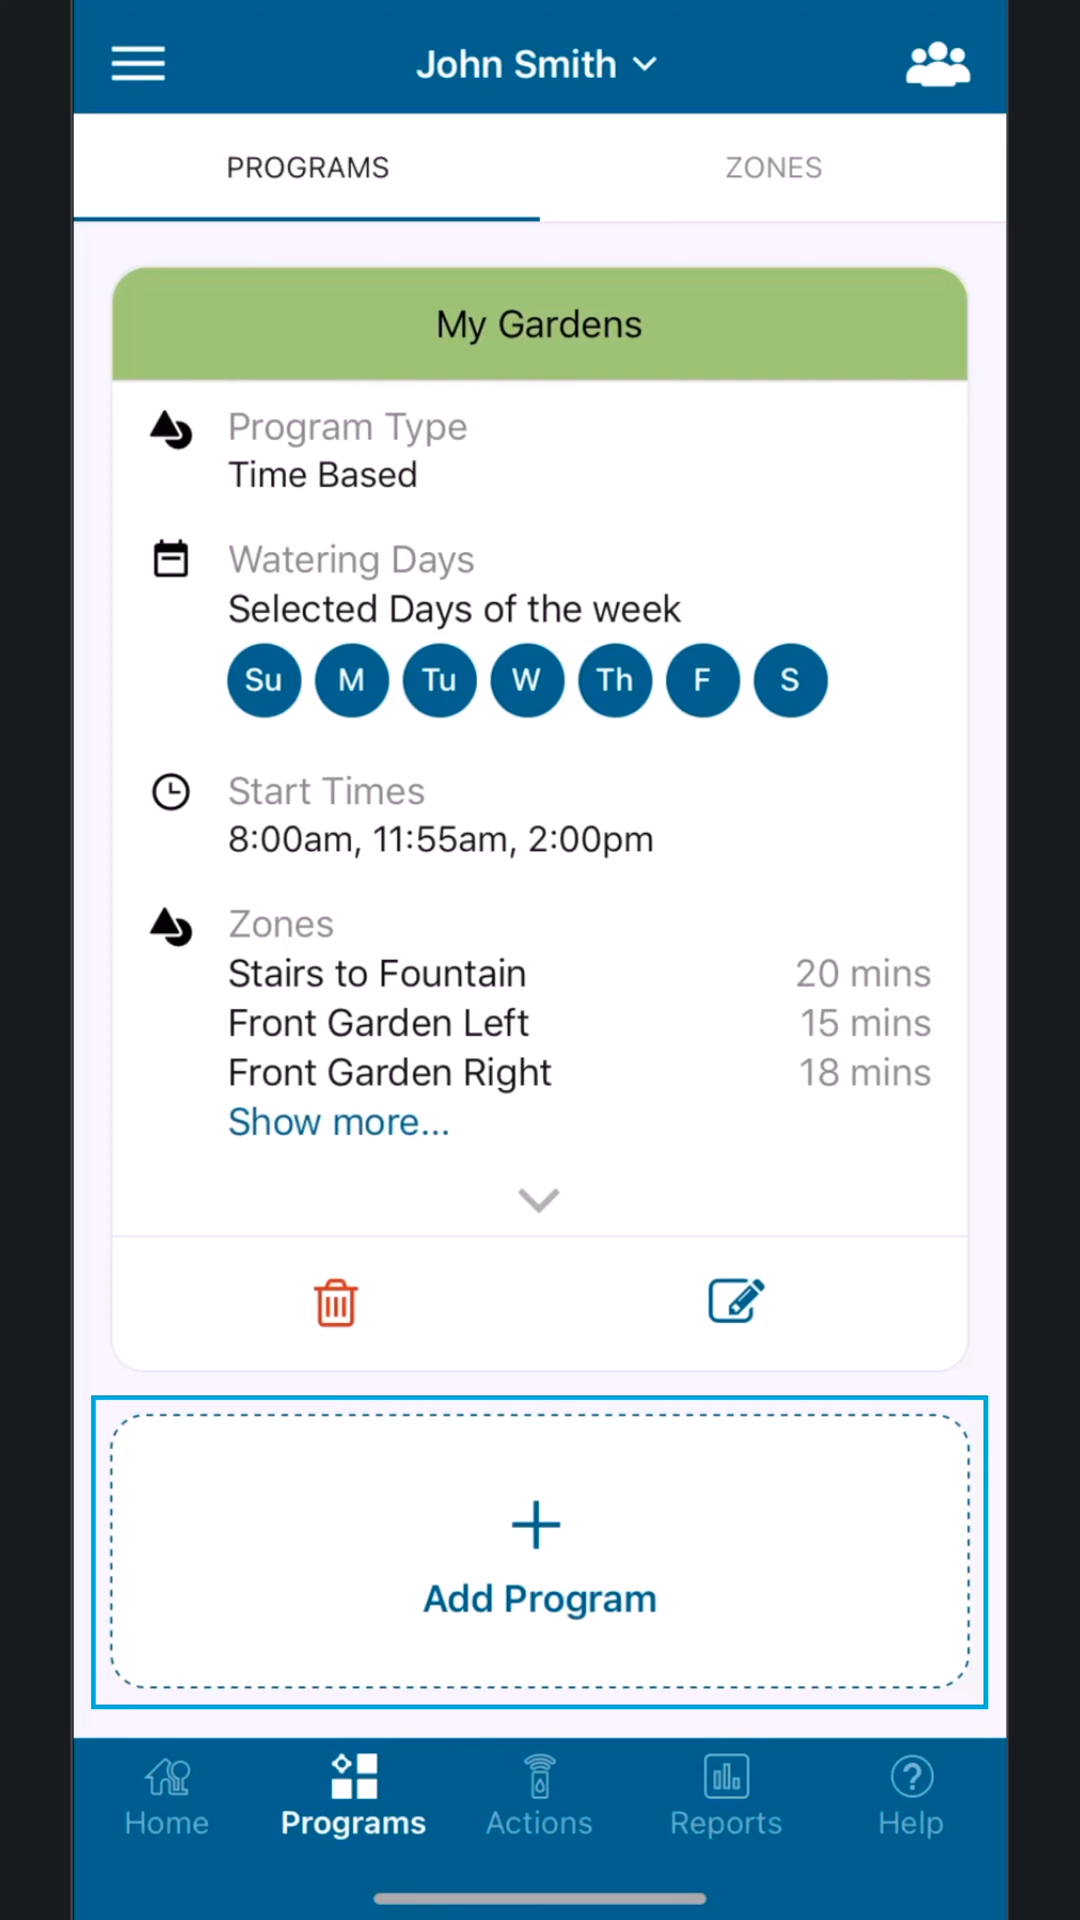 John Smith
PROGRAMS ZONES
My Gardens
Program Type
Time Based
Watering Days
Selected Days of the week
Su M Tu W Th F S
Start Times
8:00am, 11:55am, 2:00pm
Zones
Stairs to Fountain 20 mins
Front Garden Left 15 mins
Front Garden Right 18 mins
Show more...
Add Program
Home Programs Actions Reports Help